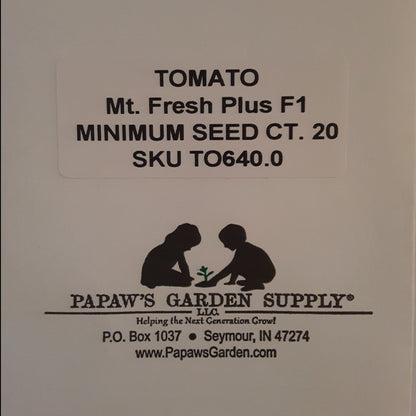 TOMATO
Mt. Fresh Plus F1
MINIMUM SEED CT. 20
SKU TO640.0
PAPAW'S GARDEN SUPPLY®
LLC.
Helping the Next Generation Grow!
P.O. Box 1037 • Seymour, IN 47274
www.PapawsGarden.com